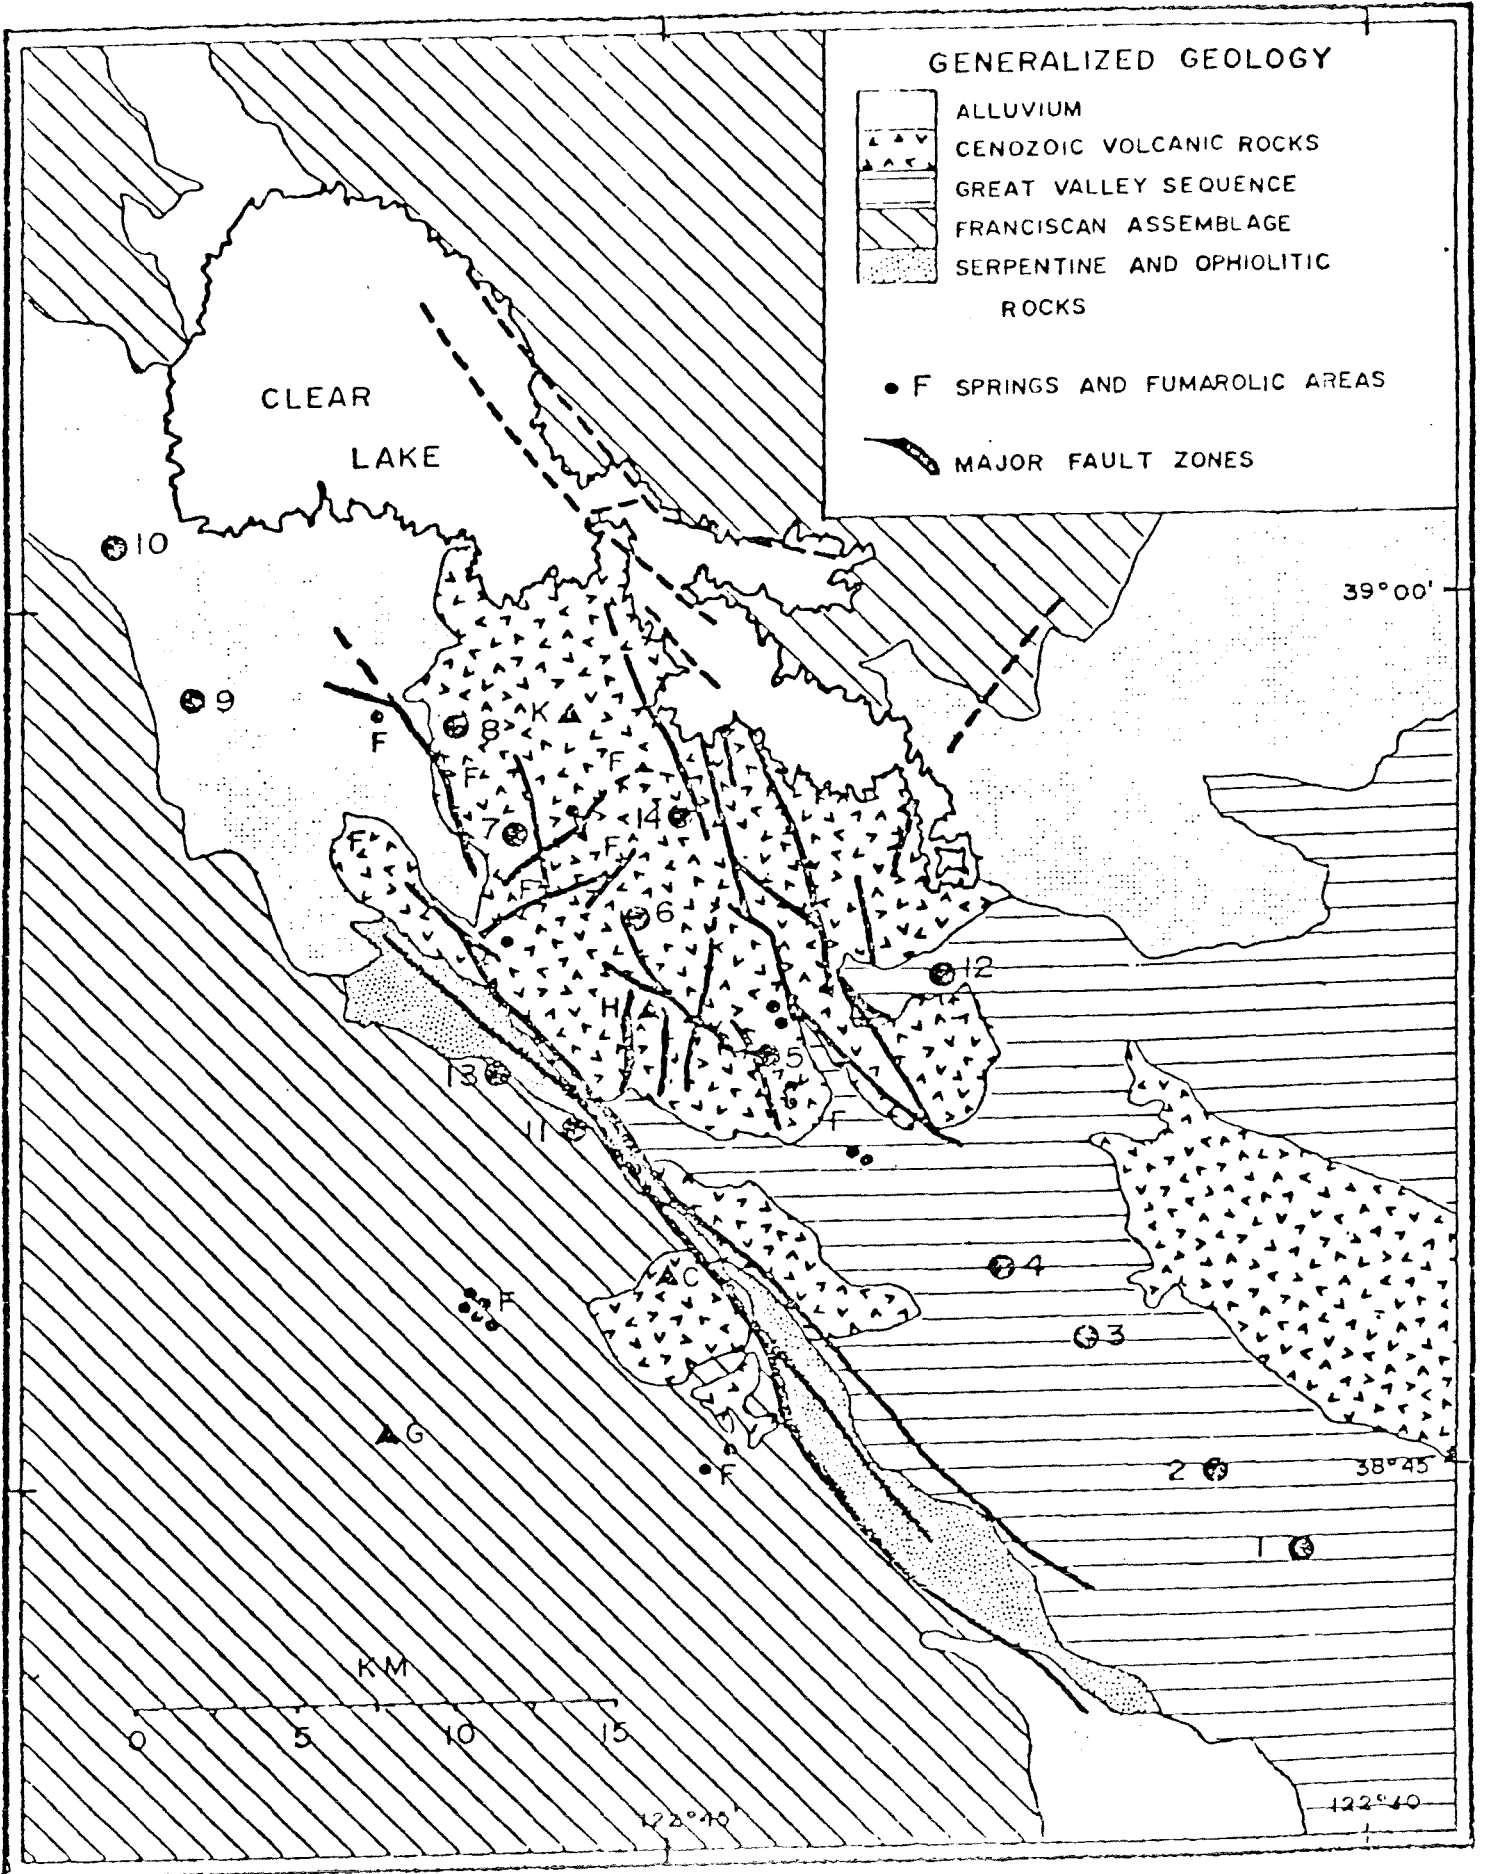 GENERALIZED GEOLOGY
ALLUVIUM
CENOZOIC VOLCANIC ROCKS
GREAT VALLEY SEQUENCE
FRANCISCAN ASSEMBLAGE
SERPENTINE AND OPHIOLITIC
ROCKS
F SPRINGS AND FUMAROLIC AREAS
MAJOR FAULT ZONES
CLEAR
LAKE
10
39°00'
9
K
8
F
F
F
7
14
F
F
F
6
12
H
5
13
F
11
4
C
F
3
G
2
38°45'
F
1
KM
0
5
10
15
122°40'